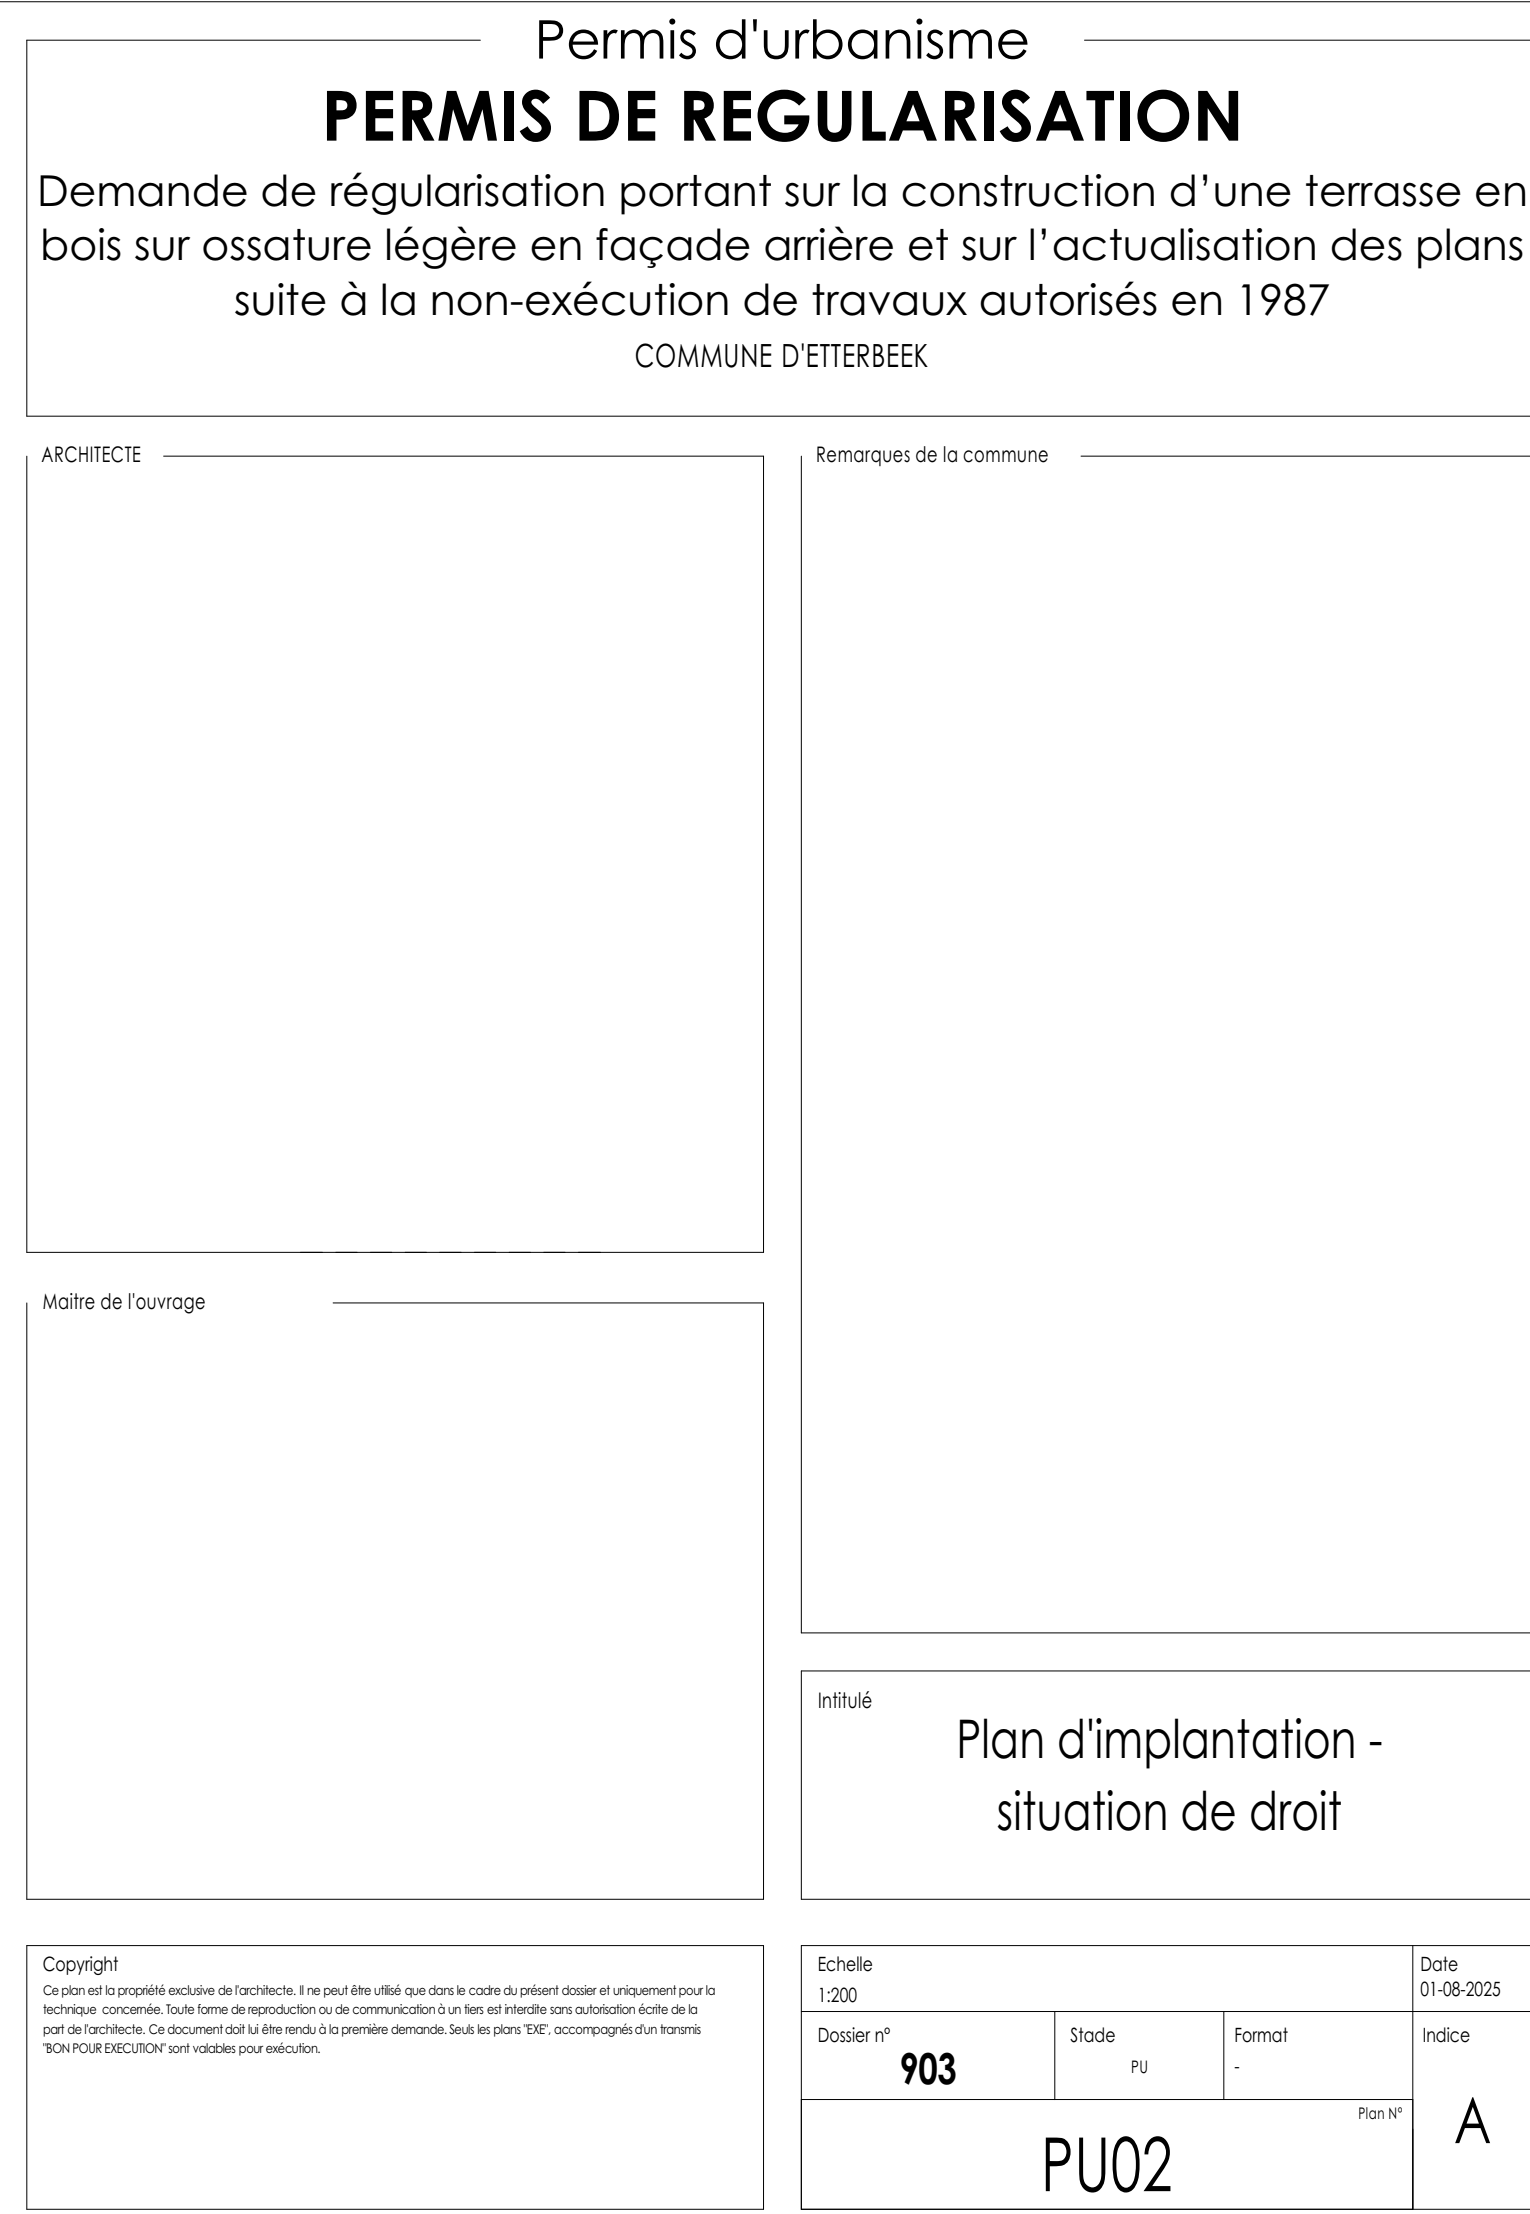 Permis d'urbanisme
PERMIS DE REGULARISATION
Demande de régularisation portant sur la construction d’une terrasse en
bois sur ossature légère en façade arrière et sur l’actualisation des plans
suite à la non-exécution de travaux autorisés en 1987
COMMUNE D'ETTERBEEK
ARCHITECTE
Remarques de la commune
Maitre de l'ouvrage
Intitulé
Plan d'implantation -
situation de droit
Copyright
Ce plan est la propriété exclusive de l'architecte. Il ne peut être utilisé que dans le cadre du présent dossier et uniquement pour la
technique concernée. Toute forme de reproduction ou de communication à un tiers est interdite sans autorisation écrite de la
part de l'architecte. Ce document doit lui être rendu à la première demande. Seuls les plans "EXE", accompagnés d'un transmis
"BON POUR EXECUTION" sont valables pour exécution.
Echelle
1:200
Date
01-08-2025
Dossier nº
903
Stade
PU
Format
-
Indice
A
Plan Nº
PU02